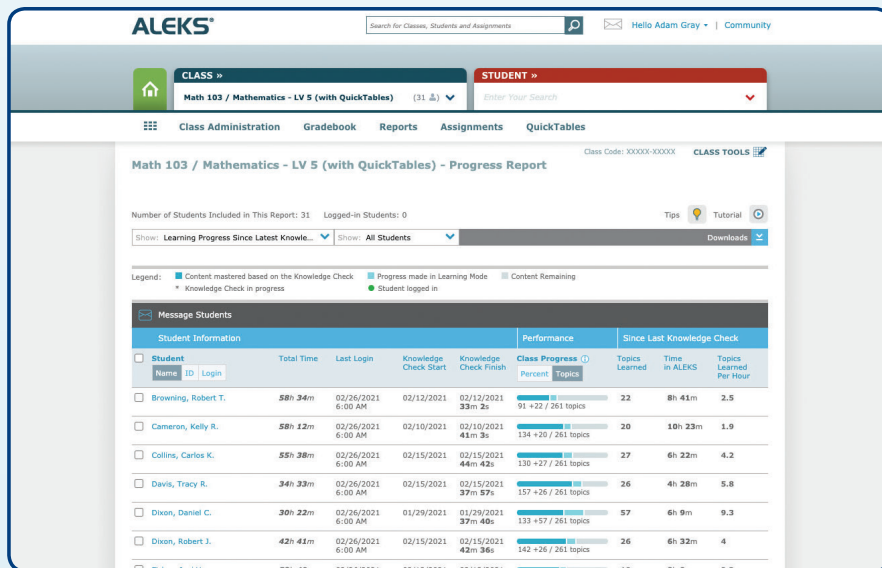 ALEKS®
Search for Classes, Students and Assignments
Hello Adam Gray | Community
CLASS »
Math 103 / Mathematics - LV 5 (with QuickTables) (31)
STUDENT »
Enter Your Search
Class Administration Gradebook Reports Assignments QuickTables
Class Code: XXXXX-XXXXX CLASS TOOLS
Math 103 / Mathematics - LV 5 (with QuickTables) - Progress Report
Number of Students Included in This Report: 31 Logged-in Students: 0 Tips Tutorial
Show: Learning Progress Since Latest Knowle... Show: All Students Downloads
Legend: Content mastered based on the Knowledge Check Progress made in Learning Mode Content Remaining
* Knowledge Check in progress Student logged in
Message Students
Student Information Performance Since Last Knowledge Check
Student Total Time Last Login Knowledge Check Start Knowledge Check Finish Class Progress Topics Learned Time in ALEKS Topics Learned Per Hour
Name ID Login Percent Topics
Browning, Robert T. 58h 34m 02/26/2021 02/12/2021 02/12/2021 22 8h 41m 2.5
6:00 AM 33m 2s 91 +22 / 261 topics
Cameron, Kelly R. 58h 12m 02/26/2021 02/10/2021 02/10/2021 20 10h 23m 1.9
6:00 AM 41m 3s 134 +20 / 261 topics
Collins, Carlos K. 55h 38m 02/26/2021 02/15/2021 02/15/2021 27 6h 22m 4.2
6:00 AM 44m 42s 130 +27 / 261 topics
Davis, Tracy R. 34h 33m 02/26/2021 02/15/2021 02/15/2021 26 4h 28m 5.8
6:00 AM 37m 57s 157 +26 / 261 topics
Dixon, Daniel C. 30h 22m 02/26/2021 01/29/2021 01/29/2021 57 6h 9m 9.3
6:00 AM 37m 40s 133 +57 / 261 topics
Dixon, Robert J. 42h 41m 02/26/2021 02/15/2021 02/15/2021 26 6h 32m 4
6:00 AM 42m 36s 142 +26 / 261 topics